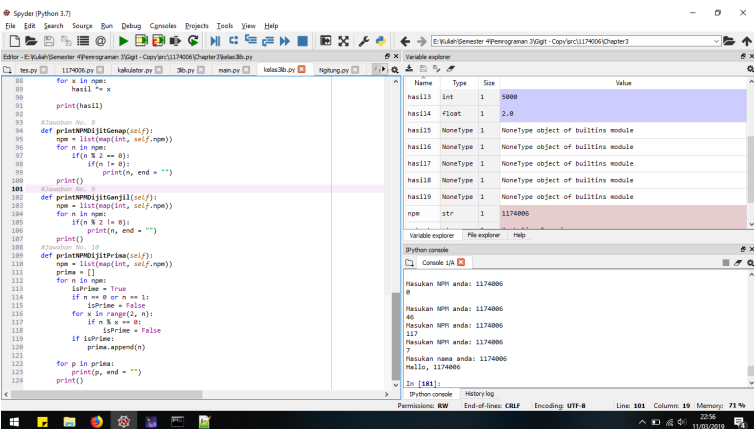 Spyder (Python 3.7)
File Edit Search Source Run Debug Consoles Projects Tools View Help
E:\Kuliah\Semester 4\Pemrograman 3\Gigit - Copy\src\1174006\Chapter3
Editor - E:\Kuliah\Semester 4\Pemrograman 3\Gigit - Copy\src\1174006\Chapter3\kelas3lib.py
tes.py 1174006.py kalkulator.py 3lib.py main.py kelas3lib.py Ngitung.py
88 for x in npm:
89 hasil *= x
90
91 print(hasil)
92
93 #Jawaban No. 8
94 def printNPMDijitGenap(self):
95 npm = list(map(int, self.npm))
96 for n in npm:
97 if(n % 2 == 0):
98 if(n != 0):
99 print(n, end = "")
100 print()
101 #Jawaban No. 9
102 def printNPMDijitGanjil(self):
103 npm = list(map(int, self.npm))
104 for n in npm:
105 if(n % 2 != 0):
106 print(n, end = "")
107 print()
108 #Jawaban No. 10
109 def printNPMDijitPrima(self):
110 npm = list(map(int, self.npm))
111 prima = []
112 for n in npm:
113 isPrime = True
114 if n == 0 or n == 1:
115 isPrime = False
116 for x in range(2, n):
117 if n % x == 0:
118 isPrime = False
119 if isPrime:
120 prima.append(n)
121
122 for p in prima:
123 print(p, end = "")
124 print()
Variable explorer
Name Type Size Value
hasil3 int 1 5000
hasil4 float 1 2.0
hasil5 NoneType 1 NoneType object of builtins module
hasil6 NoneType 1 NoneType object of builtins module
hasil7 NoneType 1 NoneType object of builtins module
hasil8 NoneType 1 NoneType object of builtins module
hasil9 NoneType 1 NoneType object of builtins module
npm str 1 1174006
Variable explorer File explorer Help
IPython console
Console 1/A
Masukan NPM anda: 1174006
0
Masukan NPM anda: 1174006
46
Masukan NPM anda: 1174006
117
Masukan NPM anda: 1174006
7
Masukan nama anda: 1174006
Hallo, 1174006
In [181]:
IPython console History log
Permissions: RW End-of-lines: CRLF Encoding: UTF-8 Line: 101 Column: 19 Memory: 71 %
22:56
11/03/2019